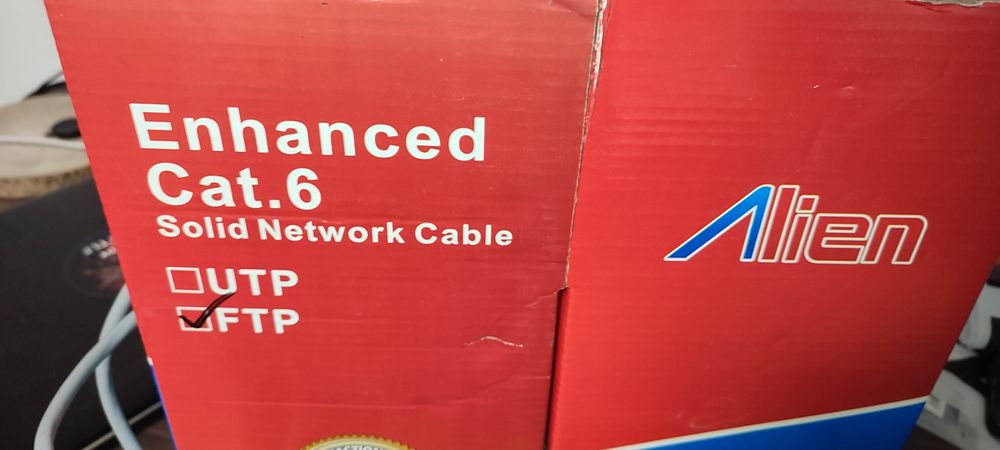 Enhanced
Cat.6
Solid Network Cable
UTP
FTP
Alien